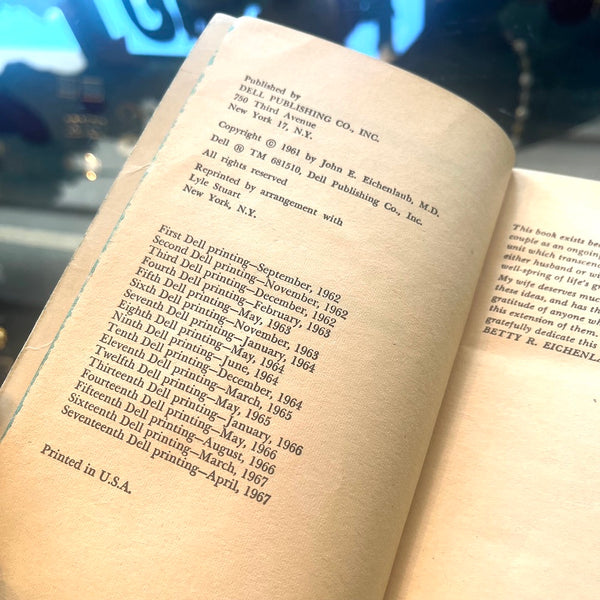 Published by
DELL PUBLISHING CO., INC.
750 Third Avenue
New York 17, N.Y.
Copyright © 1961 by John E. Eichenlaub, M.D.
Dell ® TM 681510, Dell Publishing Co., Inc.
All rights reserved
Reprinted by arrangement with
Lyle Stuart
New York, N.Y.
First Dell printing—September, 1962
Second Dell printing—November, 1962
Third Dell printing—December, 1962
Fourth Dell printing—February, 1963
Fifth Dell printing—May, 1963
Sixth Dell printing—November, 1963
Seventh Dell printing—January, 1964
Eighth Dell printing—May, 1964
Ninth Dell printing—June, 1964
Tenth Dell printing—December, 1964
Eleventh Dell printing—March, 1965
Twelfth Dell printing—May, 1965
Thirteenth Dell printing—January, 1966
Fourteenth Dell printing—May, 1966
Fifteenth Dell printing—August, 1966
Sixteenth Dell printing—March, 1967
Seventeenth Dell printing—April, 1967
Printed in U.S.A.
This book exists bec
couple as an ongoing
unit which transcend
either husband or wi
well-spring of life's gr
My wife deserves much
these ideas, and has th
gratitude of anyone wh
this extension of them.
gratefully dedicate this
BETTY R. EICHENLA